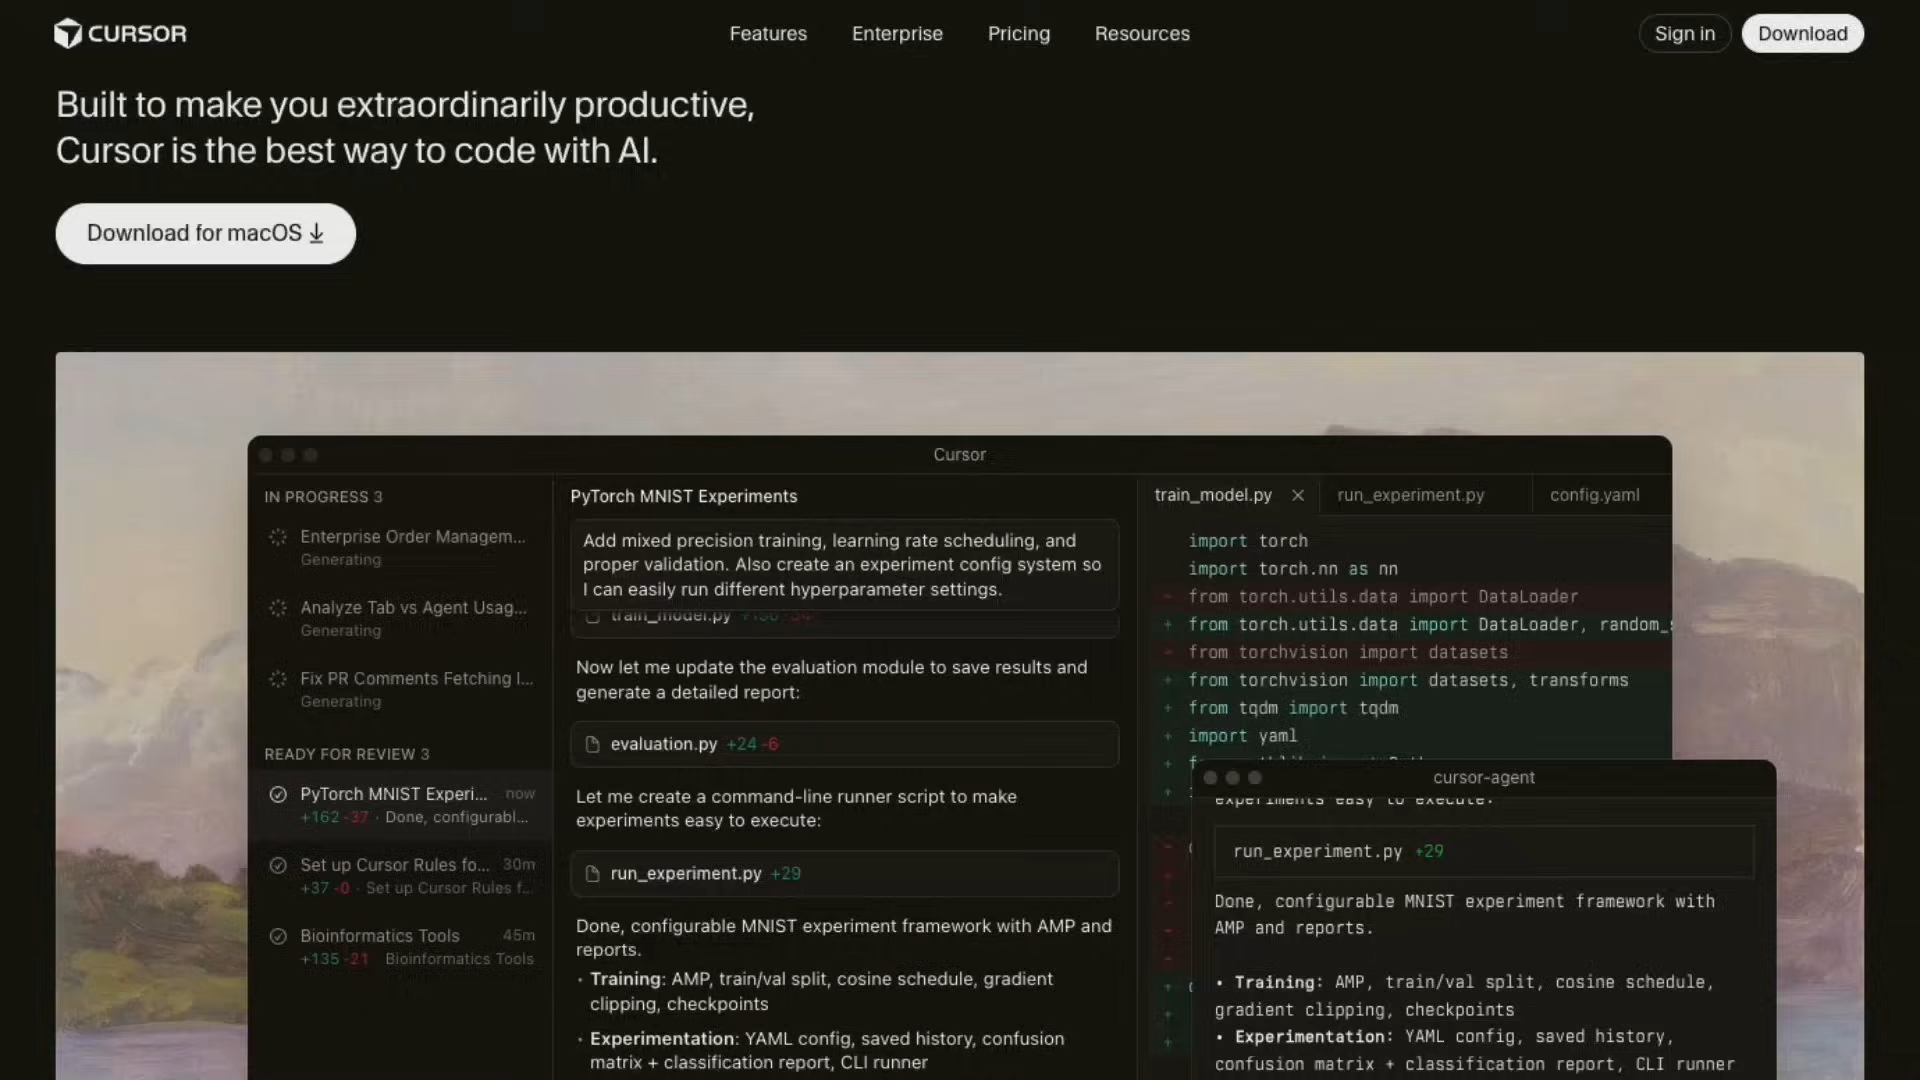 CURSOR
Features
Enterprise
Pricing
Resources
Sign in
Download
Built to make you extraordinarily productive,
Cursor is the best way to code with AI.
Download for macOS
Cursor
IN PROGRESS 3
Enterprise Order Managem...
Generating
Analyze Tab vs Agent Usag...
Generating
Fix PR Comments Fetching I...
Generating
READY FOR REVIEW 3
PyTorch MNIST Experi... now
+162 -37 · Done, configurabl...
Set up Cursor Rules fo... 30m
+37 -0 · Set up Cursor Rules f...
Bioinformatics Tools 45m
+135 -21 Bioinformatics Tools
PyTorch MNIST Experiments
Add mixed precision training, learning rate scheduling, and
proper validation. Also create an experiment config system so
I can easily run different hyperparameter settings.
train_model.py
Now let me update the evaluation module to save results and
generate a detailed report:
evaluation.py +24 -6
Let me create a command-line runner script to make
experiments easy to execute:
run_experiment.py +29
Done, configurable MNIST experiment framework with AMP and
reports.
· Training: AMP, train/val split, cosine schedule, gradient
clipping, checkpoints
· Experimentation: YAML config, saved history, confusion
matrix + classification report, CLI runner
train_model.py ×
run_experiment.py
config.yaml
import torch
import torch.nn as nn
- from torch.utils.data import DataLoader
+ from torch.utils.data import DataLoader, random_
- from torchvision import datasets
+ from torchvision import datasets, transforms
+ from tqdm import tqdm
+ import yaml
cursor-agent
experiments easy to execute:
run_experiment.py +29
Done, configurable MNIST experiment framework with
AMP and reports.
• Training: AMP, train/val split, cosine schedule,
gradient clipping, checkpoints
• Experimentation: YAML config, saved history,
confusion matrix + classification report, CLI runner